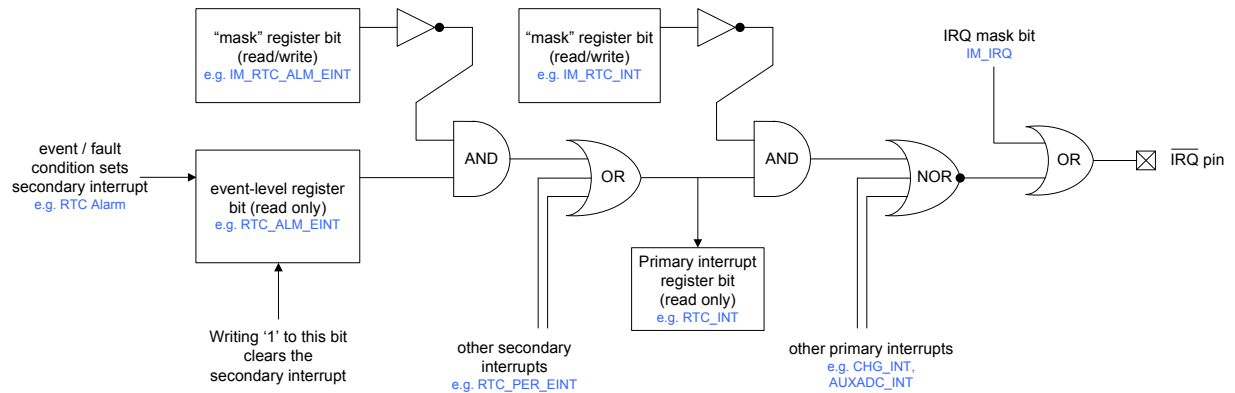 “mask” register bit
(read/write)
e.g. IM_RTC_ALM_EINT
“mask” register bit
(read/write)
e.g. IM_RTC_INT
IRQ mask bit
IM_IRQ
event / fault
condition sets
secondary interrupt
e.g. RTC Alarm
event-level register
bit (read only)
e.g. RTC_ALM_EINT
AND
OR
AND
NOR
OR
IRQ pin
Primary interrupt
register bit
(read only)
e.g. RTC_INT
Writing ‘1’ to this bit
clears the
secondary interrupt
other secondary
interrupts
e.g. RTC_PER_EINT
other primary interrupts
e.g. CHG_INT,
AUXADC_INT